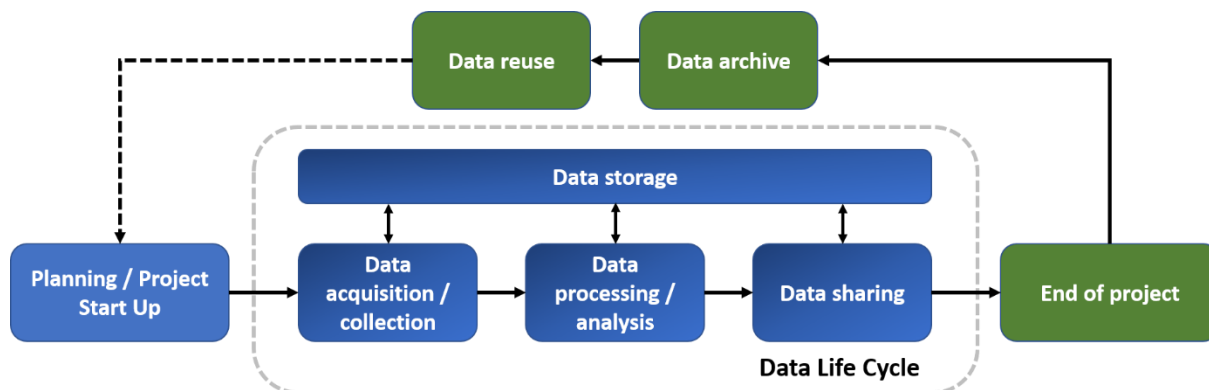 Data reuse
Data archive
Data storage
Planning / Project
Start Up
Data
acquisition /
collection
Data
processing /
analysis
Data sharing
End of project
Data Life Cycle